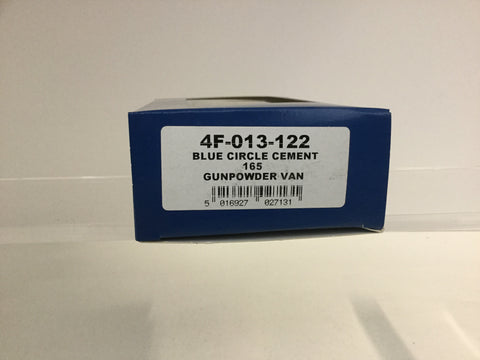 4F-013-122
BLUE CIRCLE CEMENT
165
GUNPOWDER VAN
5 016927 027131